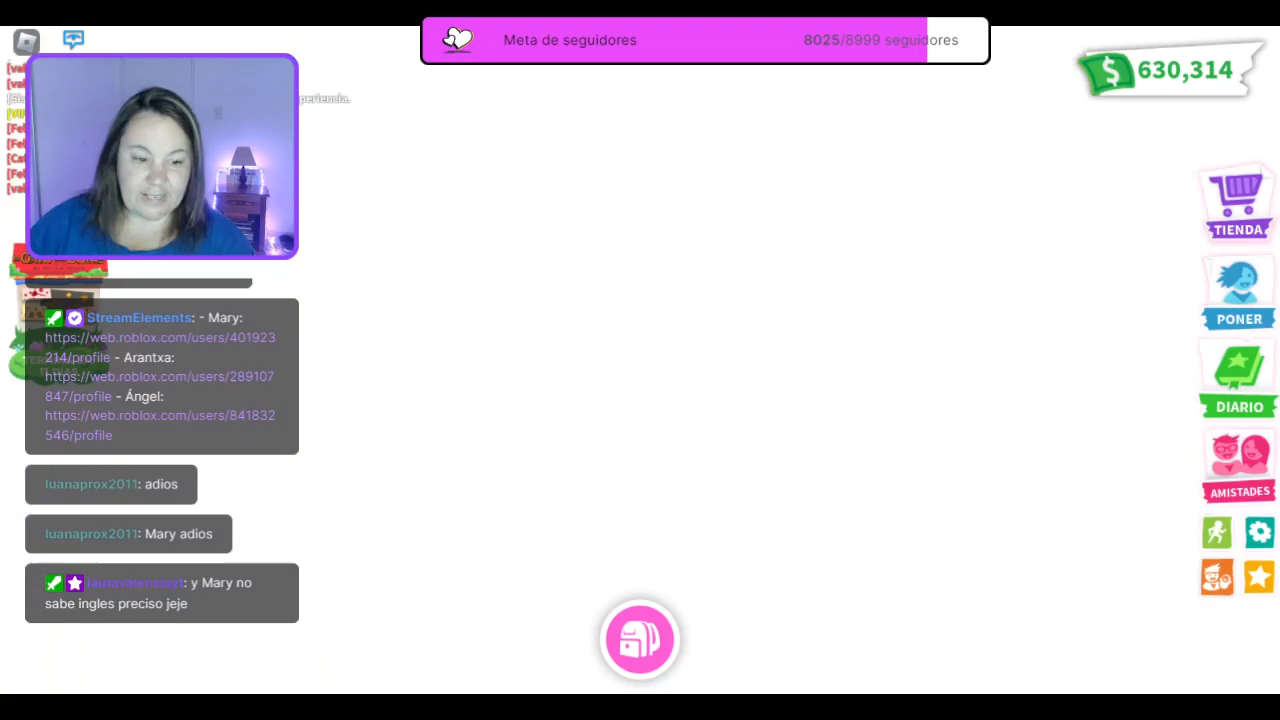 Meta de seguidores
8025/8999 seguidores
$ 630,314
periencia.
TIENDA
PONER
DIARIO
AMISTADES
StreamElements: - Mary:
https://web.roblox.com/users/401923
214/profile - Arantxa:
https://web.roblox.com/users/289107
847/profile - Ángel:
https://web.roblox.com/users/841832
546/profile
luanaprox2011: adios
luanaprox2011: Mary adios
: y Mary no
sabe ingles preciso jeje